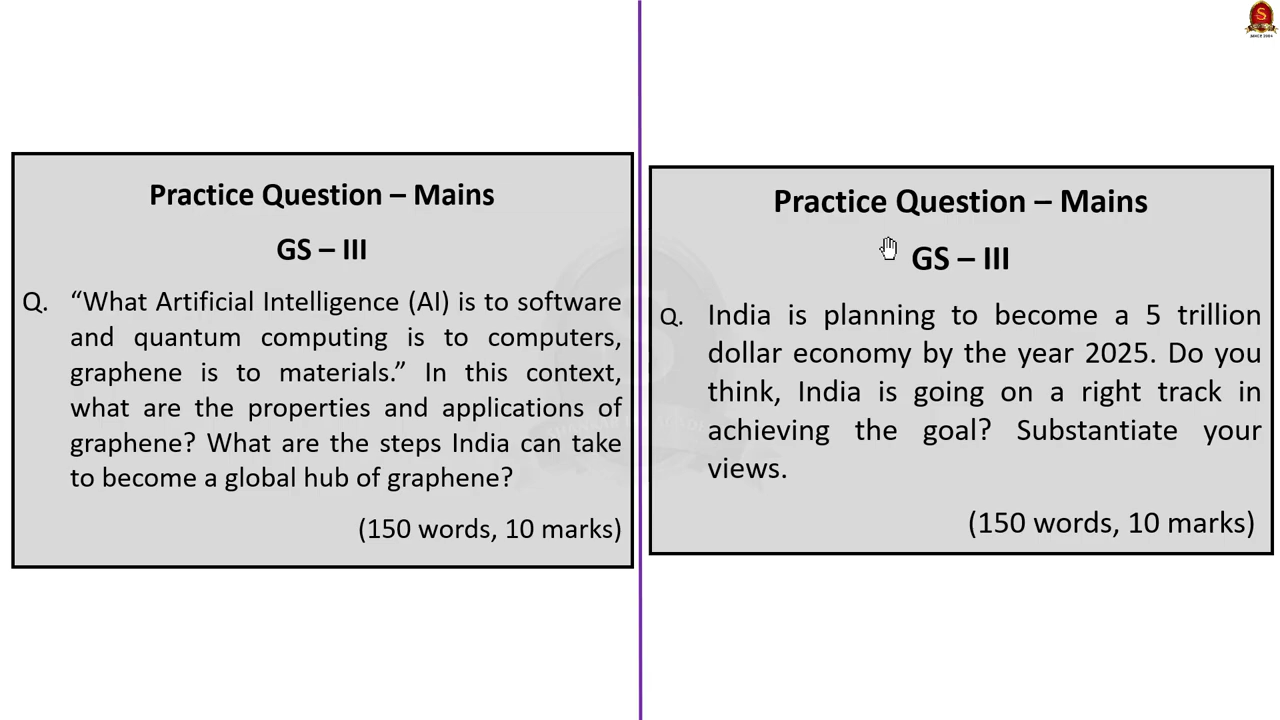 Practice Question – Mains
GS – III
Q. “What Artificial Intelligence (AI) is to software
and quantum computing is to computers,
graphene is to materials.” In this context,
what are the properties and applications of
graphene? What are the steps India can take
to become a global hub of graphene?
(150 words, 10 marks)
Practice Question – Mains
GS – III
Q. India is planning to become a 5 trillion
dollar economy by the year 2025. Do you
think, India is going on a right track in
achieving the goal? Substantiate your
views.
(150 words, 10 marks)
S
SINCE 2004